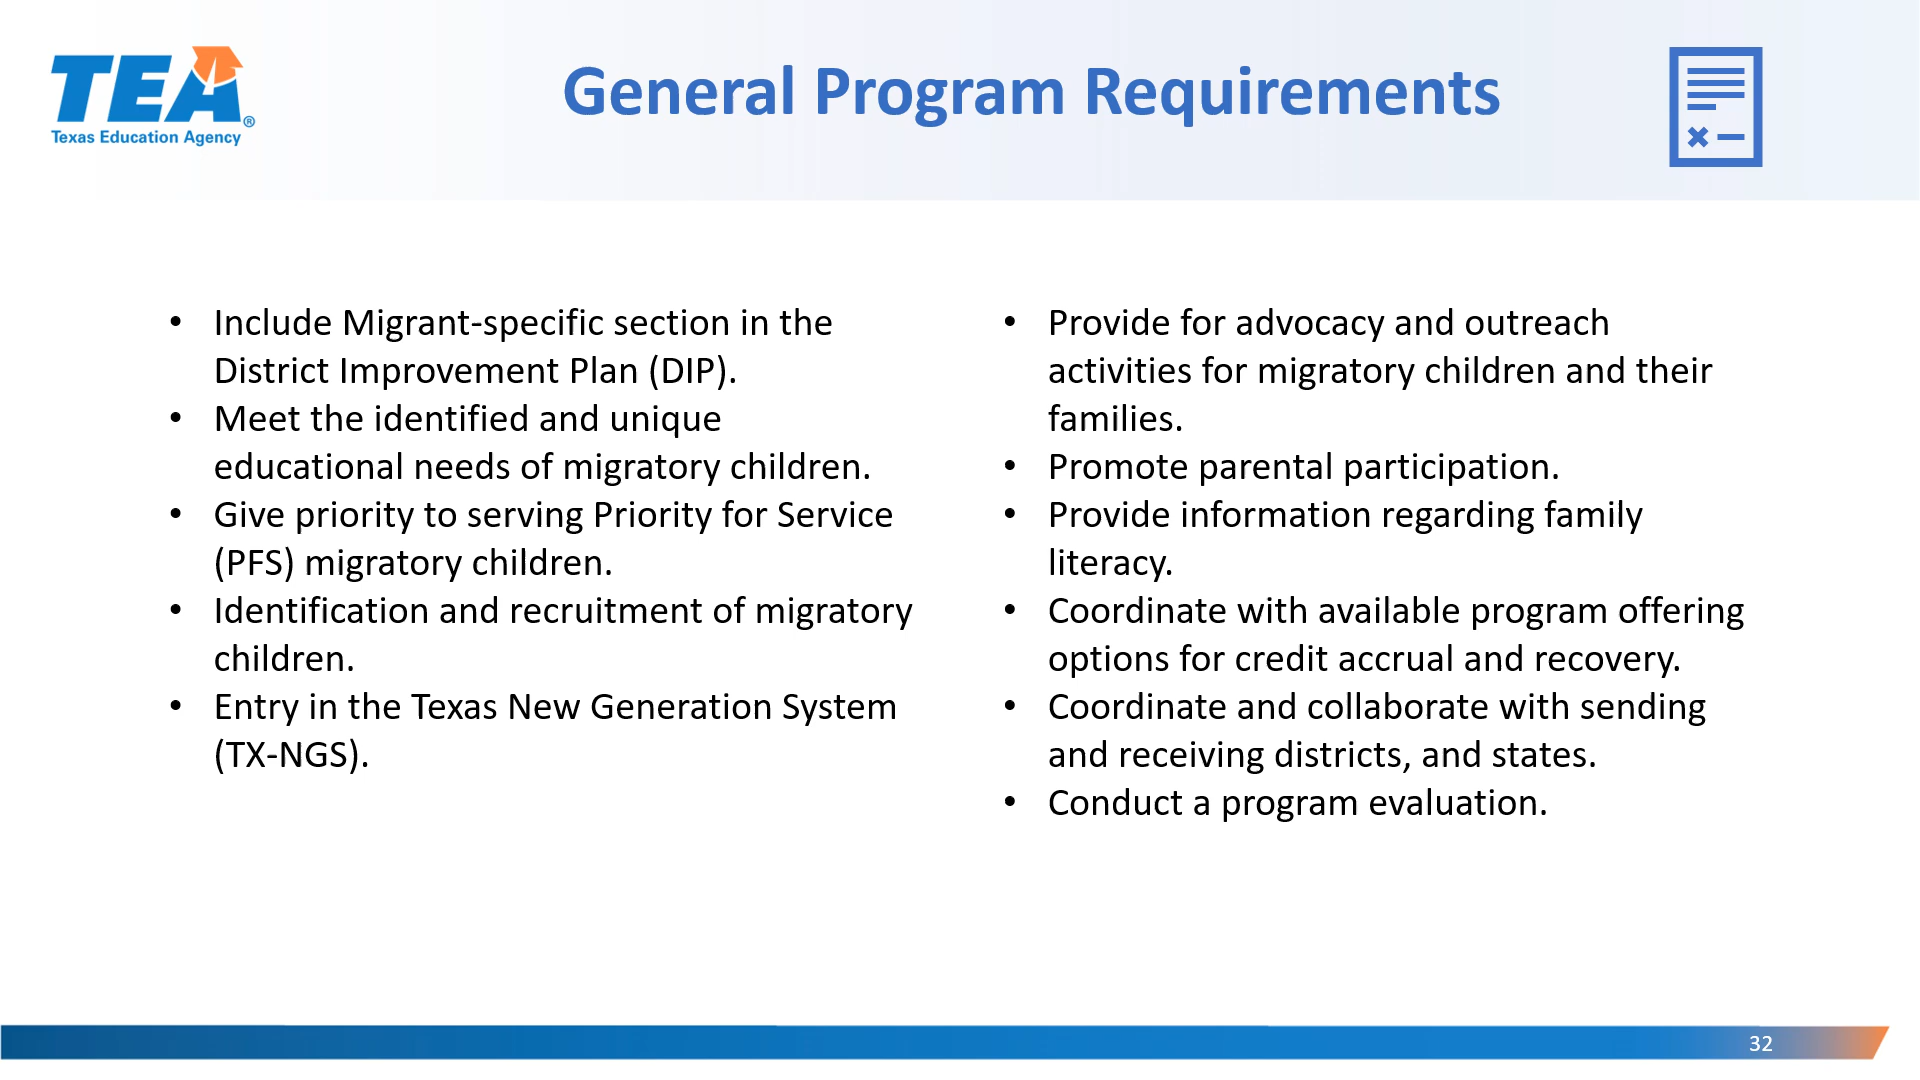 TEA®
Texas Education Agency
General Program Requirements
• Include Migrant-specific section in the
District Improvement Plan (DIP).
• Meet the identified and unique
educational needs of migratory children.
• Give priority to serving Priority for Service
(PFS) migratory children.
• Identification and recruitment of migratory
children.
• Entry in the Texas New Generation System
(TX-NGS).
• Provide for advocacy and outreach
activities for migratory children and their
families.
• Promote parental participation.
• Provide information regarding family
literacy.
• Coordinate with available program offering
options for credit accrual and recovery.
• Coordinate and collaborate with sending
and receiving districts, and states.
• Conduct a program evaluation.
32